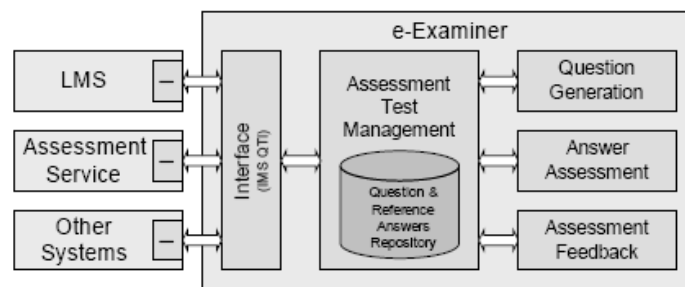 e-Examiner
LMS
Assessment
Service
Other
Systems
Interface
(IMS QTI)
Assessment
Test
Management
Question &
Reference
Answers
Repository
Question
Generation
Answer
Assessment
Assessment
Feedback